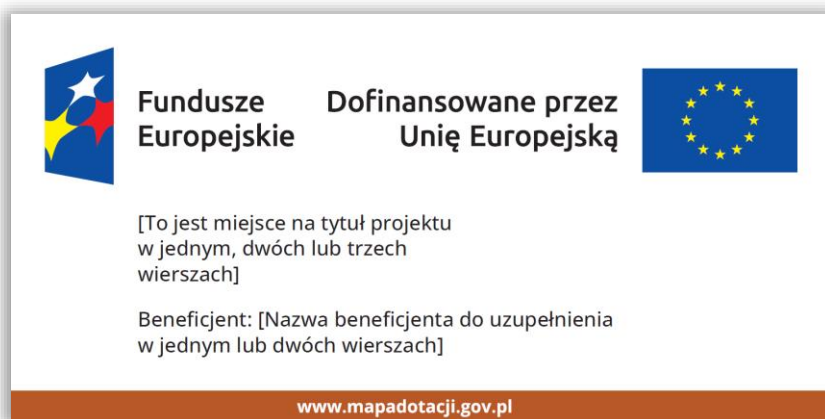 Fundusze
Europejskie
Dofinansowane przez
Unię Europejską
[To jest miejsce na tytuł projektu
w jednym, dwóch lub trzech
wierszach]
Beneficjent: [Nazwa beneficjenta do uzupełnienia
w jednym lub dwóch wierszach]
www.mapadotacji.gov.pl